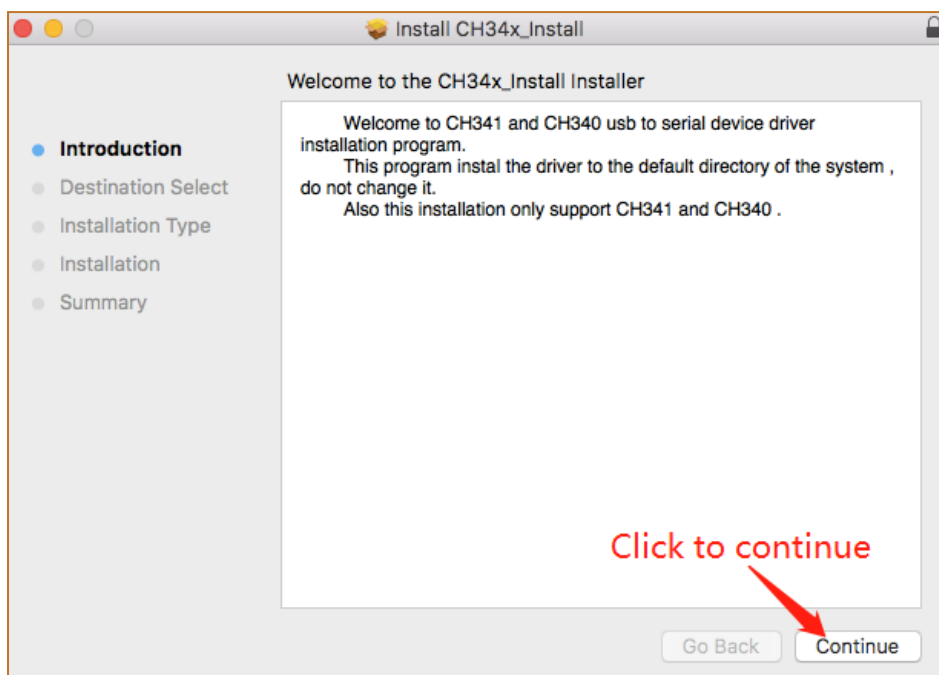 Install CH34x_Install
Welcome to the CH34x_Install Installer
Introduction
Destination Select
Installation Type
Installation
Summary
Welcome to CH341 and CH340 usb to serial device driver
installation program.
This program instal the driver to the default directory of the system ,
do not change it.
Also this installation only support CH341 and CH340 .
Click to continue
Go Back
Continue